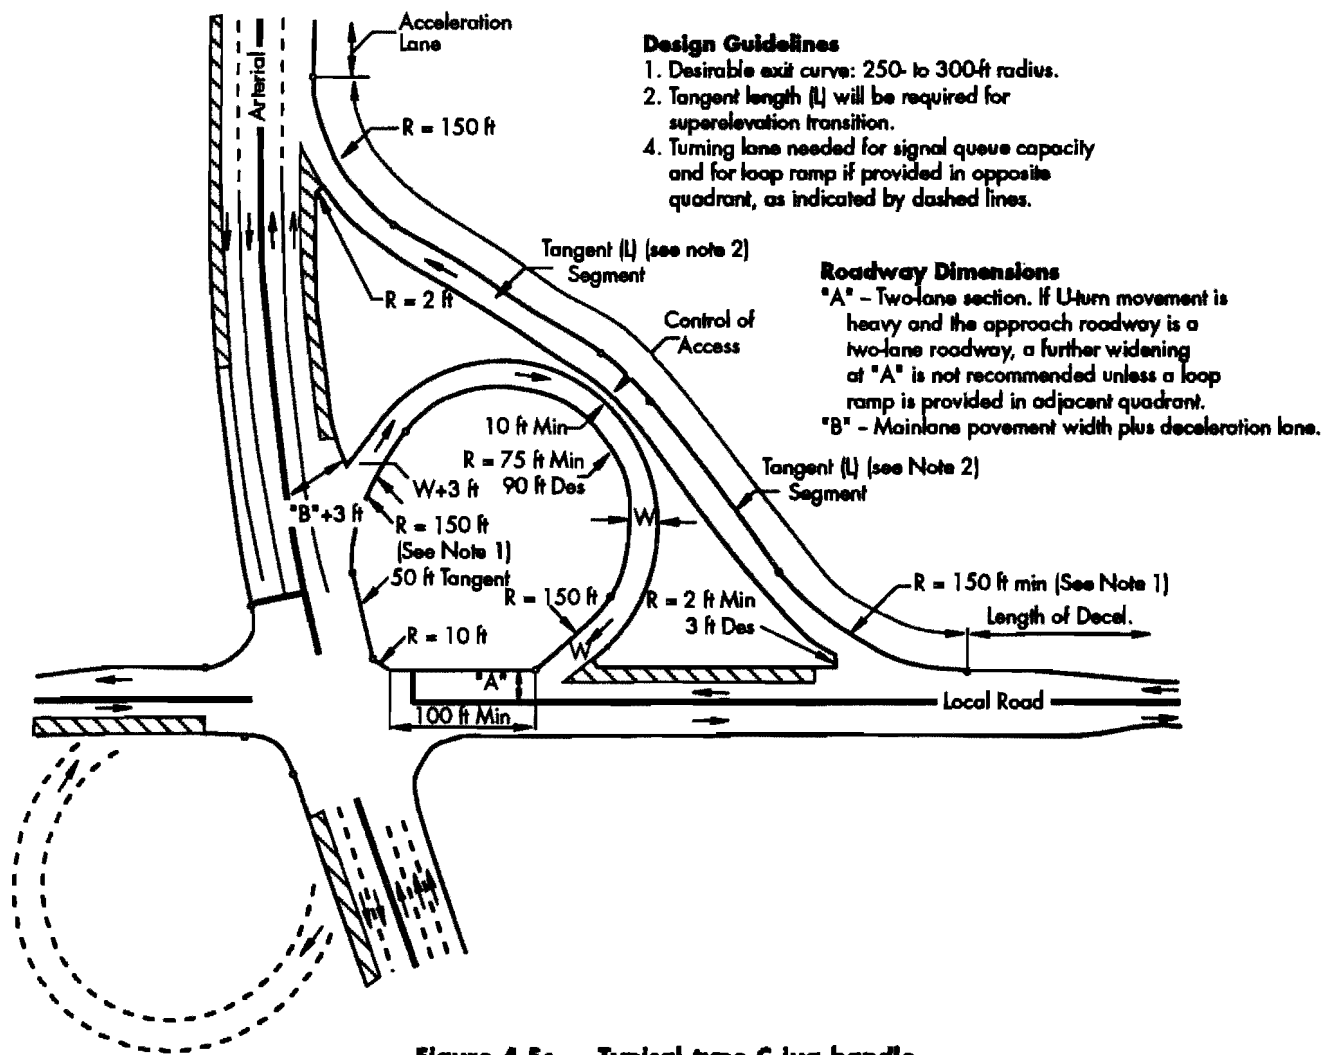 Acceleration
Lane
Arterial
R = 150 ft
Design Guidelines
1. Desirable exit curve: 250- to 300-ft radius.
2. Tangent length (L) will be required for
superelevation transition.
4. Turning lane needed for signal queue capacity
and for loop ramp if provided in opposite
quadrant, as indicated by dashed lines.
Tangent (L) (see note 2)
Segment
R = 2 ft
Control of
Access
Roadway Dimensions
"A" – Two-lane section. If U-turn movement is
heavy and the approach roadway is a
two-lane roadway, a further widening
at "A" is not recommended unless a loop
ramp is provided in adjacent quadrant.
"B" – Mainlane pavement width plus deceleration lane.
10 ft Min
R = 75 ft Min
90 ft Des
W+3 ft
"B"+3 ft
R = 150 ft
(See Note 1)
50 ft Tangent
W
Tangent (L) (see Note 2)
Segment
R = 150 ft
R = 2 ft Min
3 ft Des
R = 150 ft min (See Note 1)
Length of Decel.
R = 10 ft
W
"A"
100 ft Min
Local Road
Figure 4-5c Typical type C jug handle